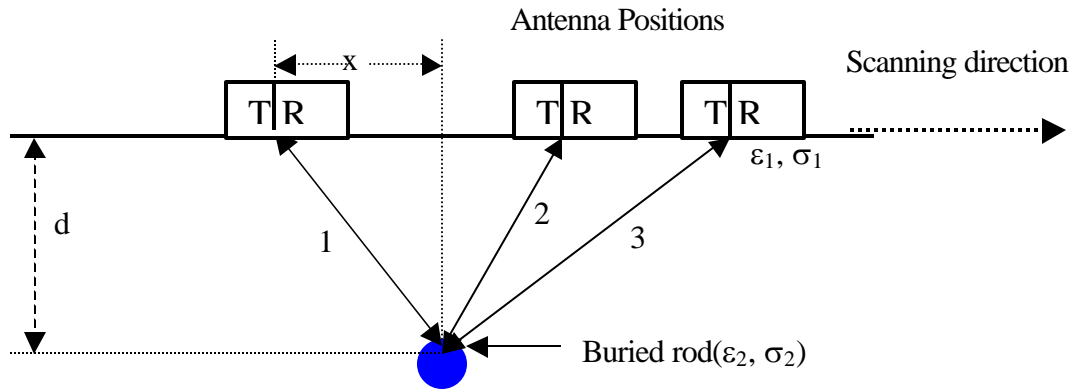 Antenna Positions
x
Scanning direction
T R
T R
T R
ε₁, σ₁
d
1
2
3
Buried rod(ε₂, σ₂)